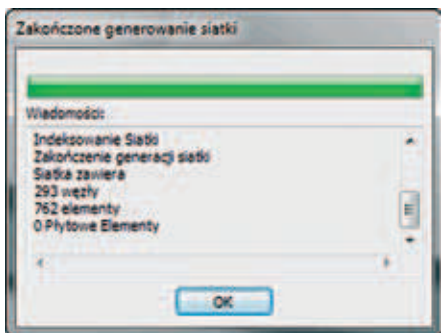 Zakończone generowanie siatki
Wiadomości:
Indeksowanie Siatki
Zakończenie generacji siatki
Siatka zawiera
293 węzły
762 elementy
0 Płytowe Elementy
OK